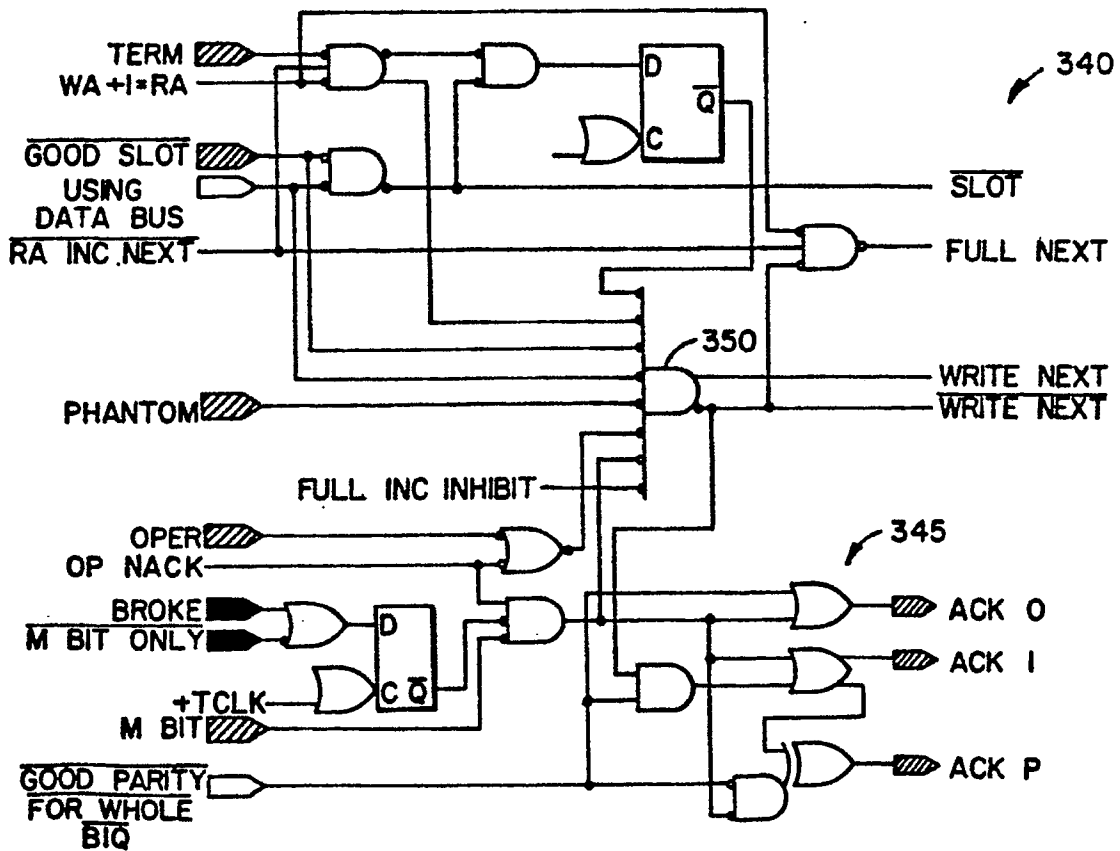 TERM
340
WA+1=RA
D
Q
C
GOOD SLOT
USING
DATA BUS
SLOT
RA INC.NEXT
FULL NEXT
350
WRITE NEXT
WRITE NEXT
PHANTOM
FULL INC INHIBIT
OPER
345
OP NACK
BROKE
ACK 0
M BIT ONLY
D
ACK 1
C Q
+TCLK
M BIT
GOOD PARITY
ACK P
FOR WHOLE
BIQ